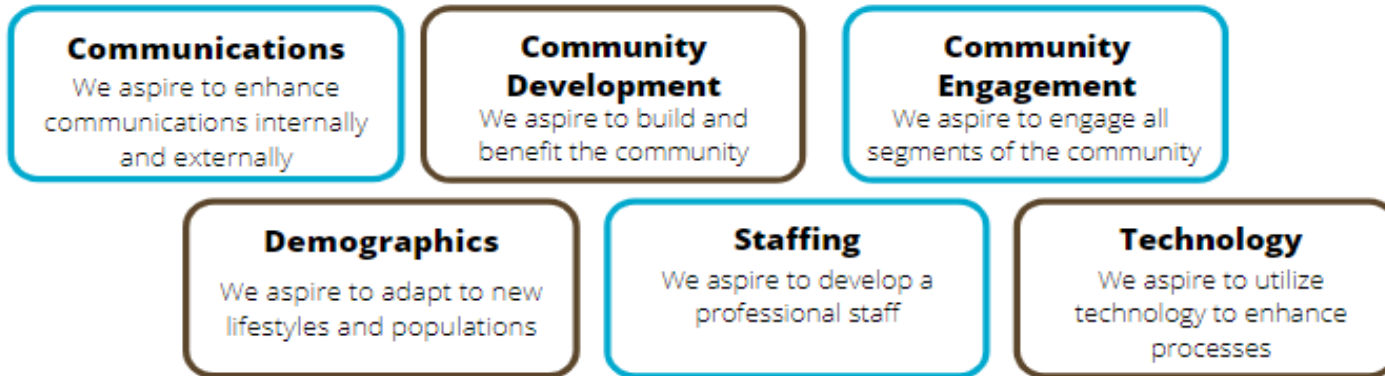 Communications
We aspire to enhance
communications internally
and externally
Community
Development
We aspire to build and
benefit the community
Community
Engagement
We aspire to engage all
segments of the community
Demographics
We aspire to adapt to new
lifestyles and populations
Staffing
We aspire to develop a
professional staff
Technology
We aspire to utilize
technology to enhance
processes